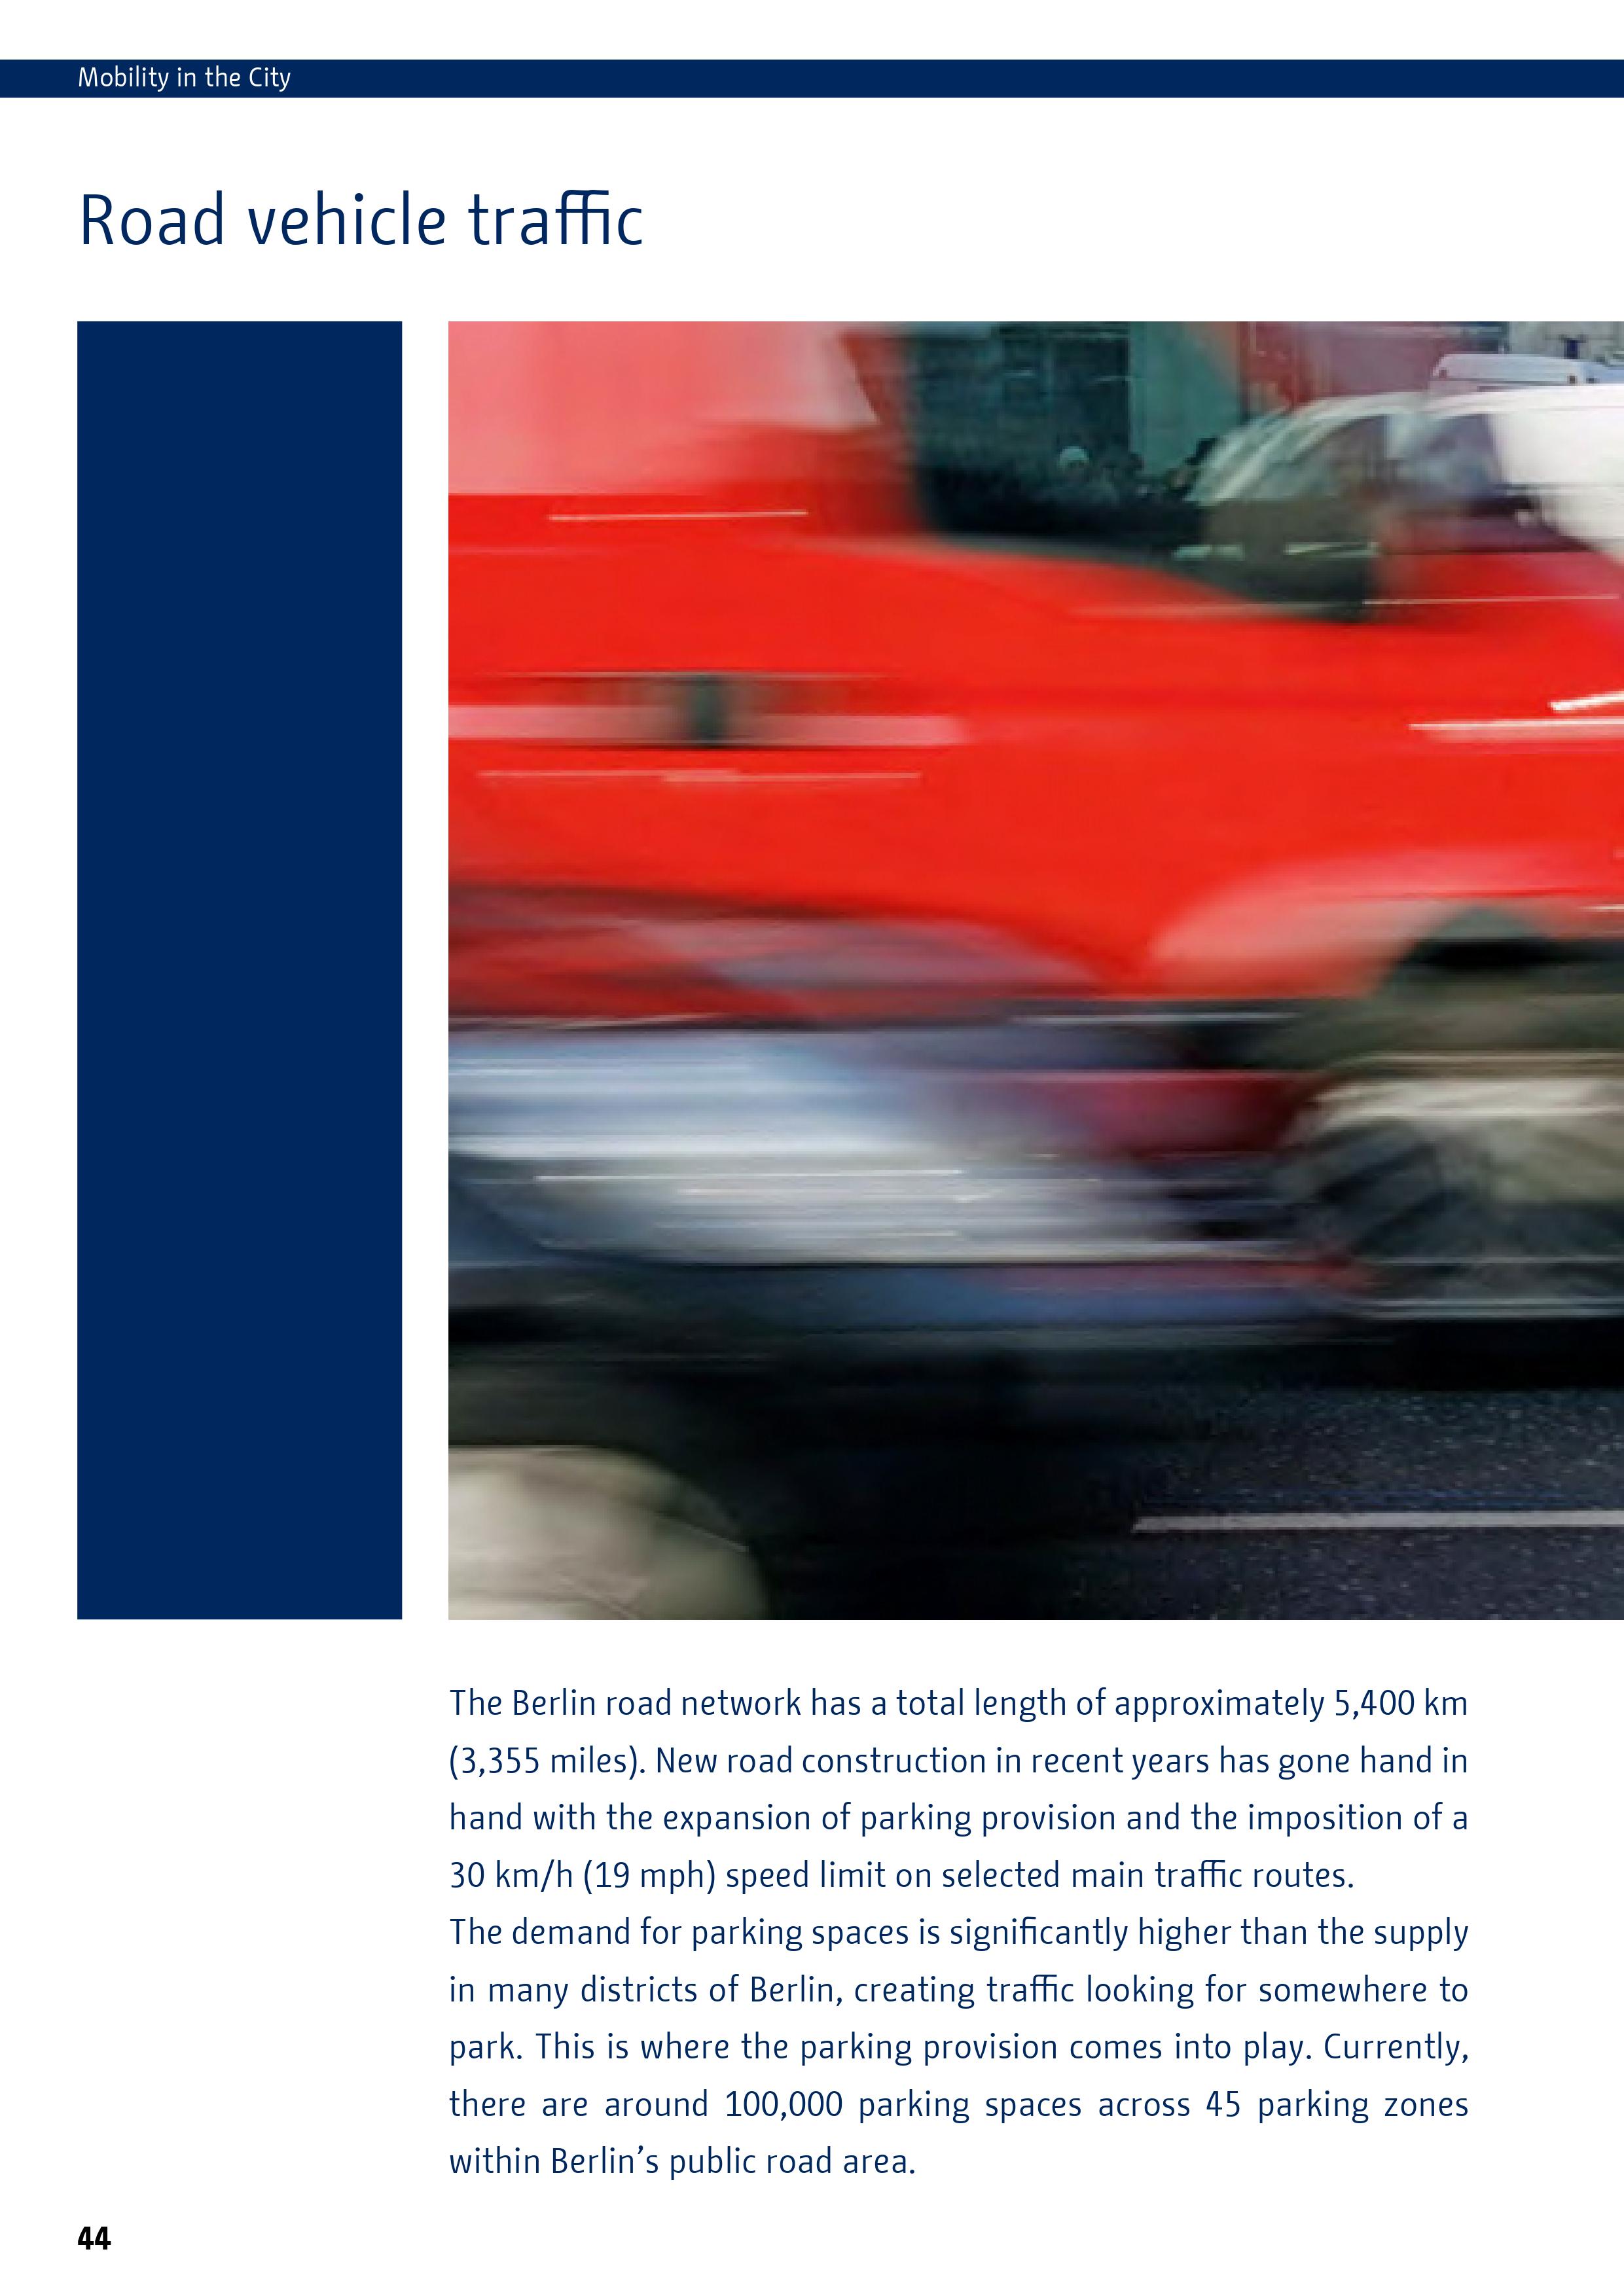 Mobility in the City
Road vehicle traffic
The Berlin road network has a total length of approximately 5,400 km
(3,355 miles). New road construction in recent years has gone hand in
hand with the expansion of parking provision and the imposition of a
30 km/h (19 mph) speed limit on selected main traffic routes.
The demand for parking spaces is significantly higher than the supply
in many districts of Berlin, creating traffic looking for somewhere to
park. This is where the parking provision comes into play. Currently,
there are around 100,000 parking spaces across 45 parking zones
within Berlin’s public road area.
44